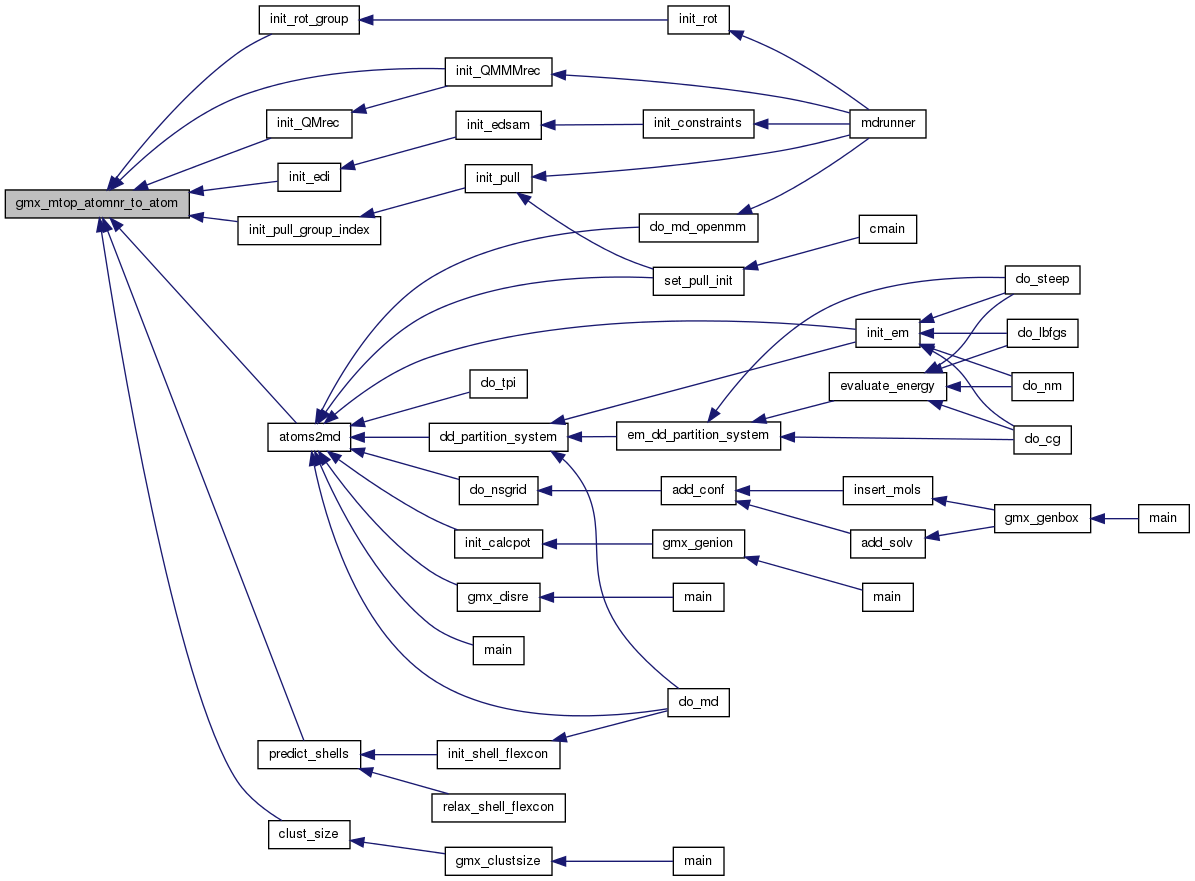 init_rot_group
init_rot
init_QMMMrec
init_QMrec
init_edsam
init_constraints
mdrunner
init_edi
init_pull
gmx_mtop_atomnr_to_atom
init_pull_group_index
do_md_openmm
cmain
set_pull_init
do_steep
init_em
do_lbfgs
do_tpi
evaluate_energy
do_nm
atoms2md
dd_partition_system
em_dd_partition_system
do_cg
do_nsgrid
add_conf
insert_mols
gmx_genbox
main
init_calcpot
gmx_genion
add_solv
gmx_disre
main
main
main
do_md
predict_shells
init_shell_flexcon
relax_shell_flexcon
clust_size
gmx_clustsize
main